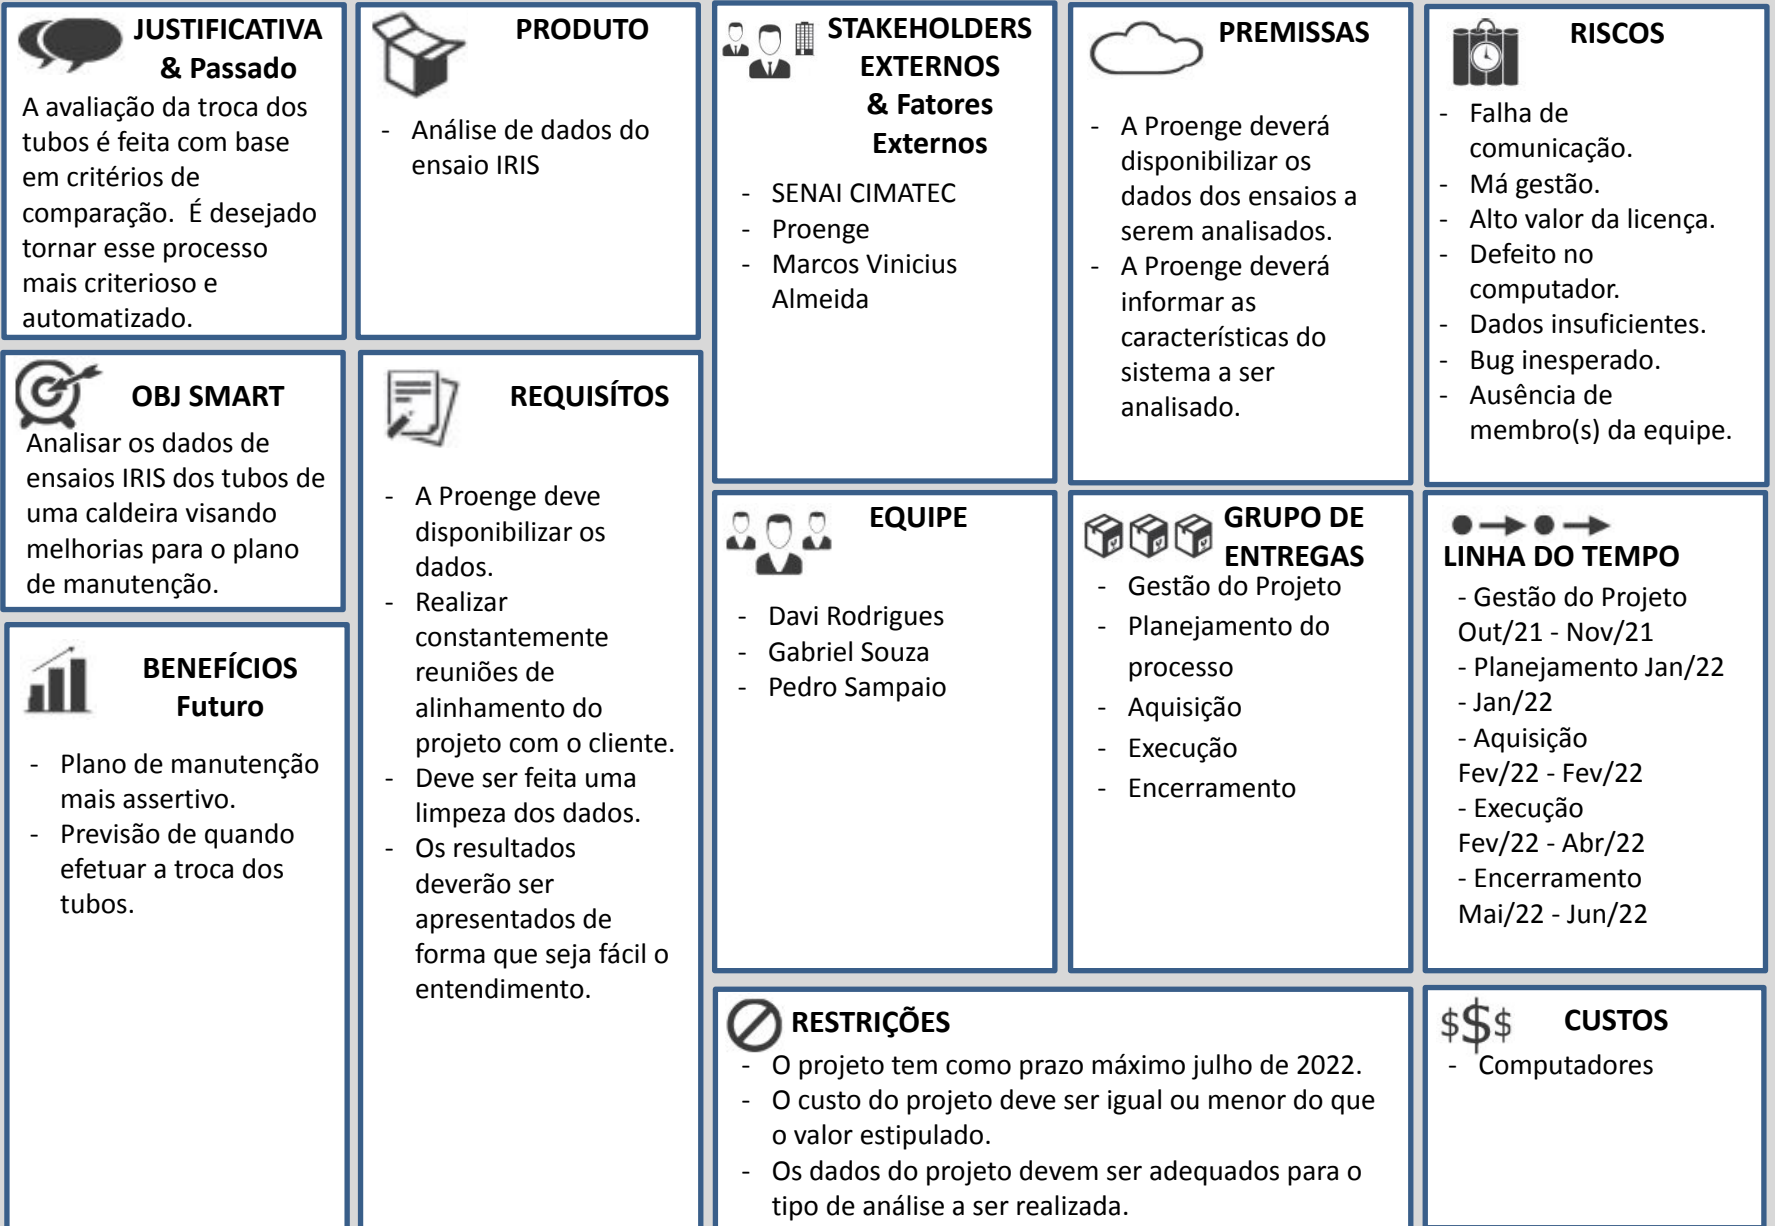 JUSTIFICATIVA
& Passado
A avaliação da troca dos
tubos é feita com base
em critérios de
comparação.  É desejado
tornar esse processo
mais criterioso e
automatizado.
OBJ SMART
Analisar os dados de
ensaios IRIS dos tubos de
uma caldeira visando
melhorias para o plano
de manutenção.
BENEFÍCIOS
Futuro
- Plano de manutenção
mais assertivo.
- Previsão de quando
efetuar a troca dos
tubos.
PRODUTO
- Análise de dados do
ensaio IRIS
REQUISÍTOS
- A Proenge deve
disponibilizar os
dados.
- Realizar
constantemente
reuniões de
alinhamento do
projeto com o cliente.
- Deve ser feita uma
limpeza dos dados.
- Os resultados
deverão ser
apresentados de
forma que seja fácil o
entendimento.
STAKEHOLDERS
EXTERNOS
& Fatores
Externos
- SENAI CIMATEC
- Proenge
- Marcos Vinicius
Almeida
EQUIPE
- Davi Rodrigues
- Gabriel Souza
- Pedro Sampaio
PREMISSAS
- A Proenge deverá
disponibilizar os
dados dos ensaios a
serem analisados.
- A Proenge deverá
informar as
características do
sistema a ser
analisado.
GRUPO DE
ENTREGAS
- Gestão do Projeto
- Planejamento do
processo
- Aquisição
- Execução
- Encerramento
RISCOS
- Falha de
comunicação.
- Má gestão.
- Alto valor da licença.
- Defeito no
computador.
- Dados insuficientes.
- Bug inesperado.
- Ausência de
membro(s) da equipe.
LINHA DO TEMPO
- Gestão do Projeto
Out/21 - Nov/21
- Planejamento Jan/22
- Jan/22
- Aquisição
Fev/22 - Fev/22
- Execução
Fev/22 - Abr/22
- Encerramento
Mai/22 - Jun/22
RESTRIÇÕES
- O projeto tem como prazo máximo julho de 2022.
- O custo do projeto deve ser igual ou menor do que
o valor estipulado.
- Os dados do projeto devem ser adequados para o
tipo de análise a ser realizada.
$$$ CUSTOS
- Computadores